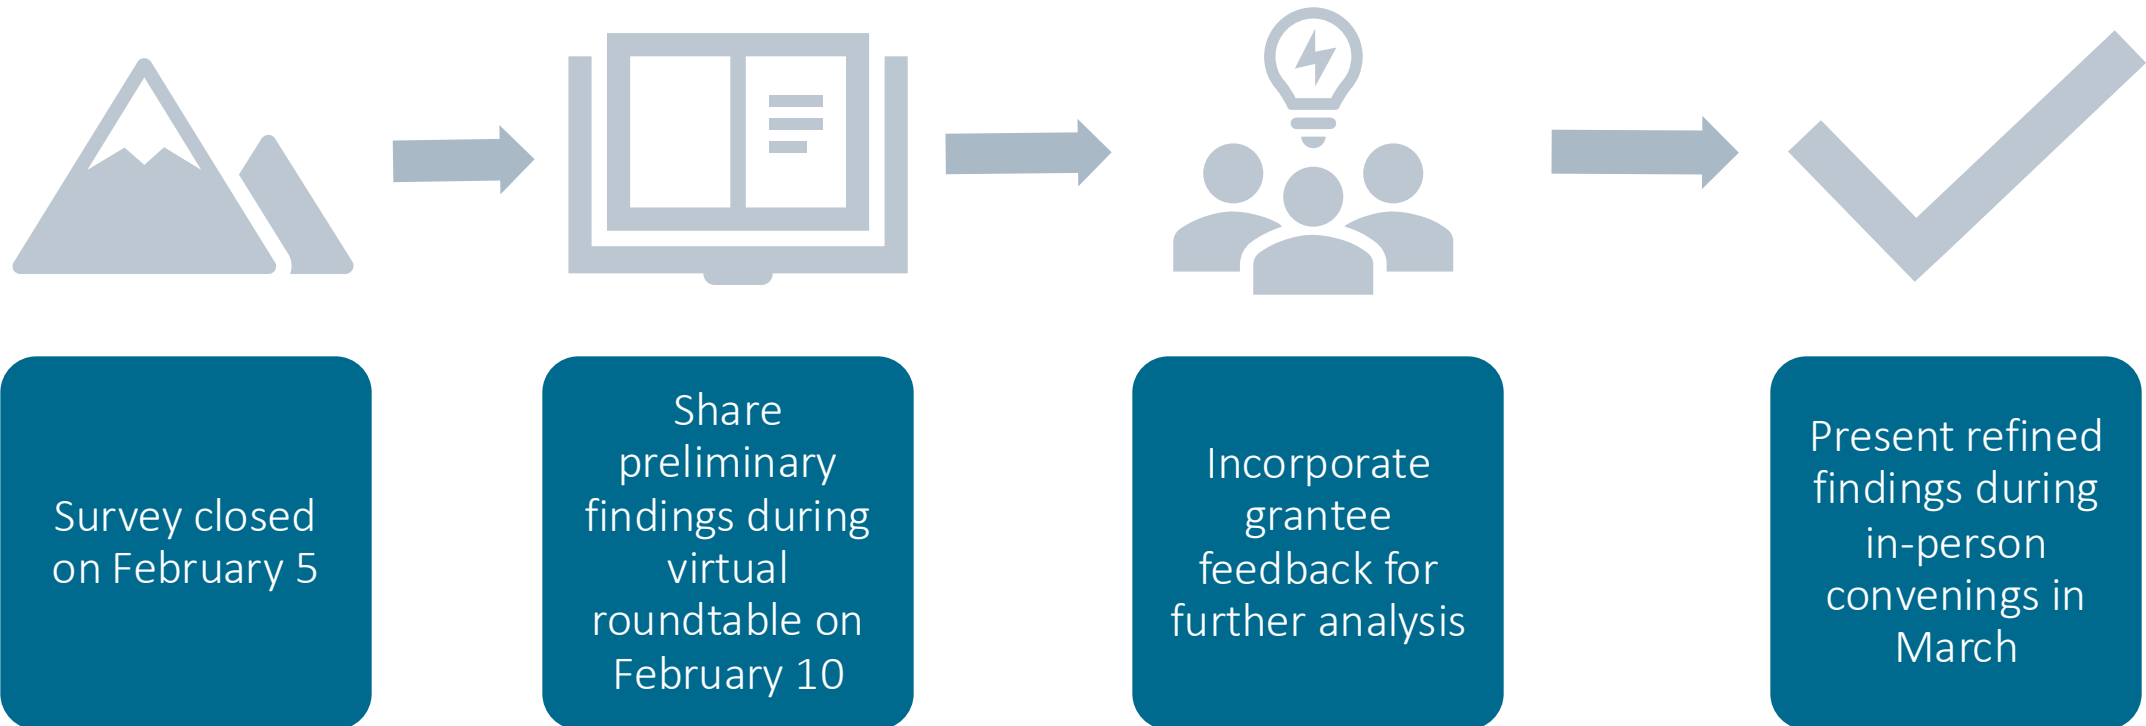 Survey closed
on February 5
Share
preliminary
findings during
virtual
roundtable on
February 10
Incorporate
grantee
feedback for
further analysis
Present refined
findings during
in-person
convenings in
March